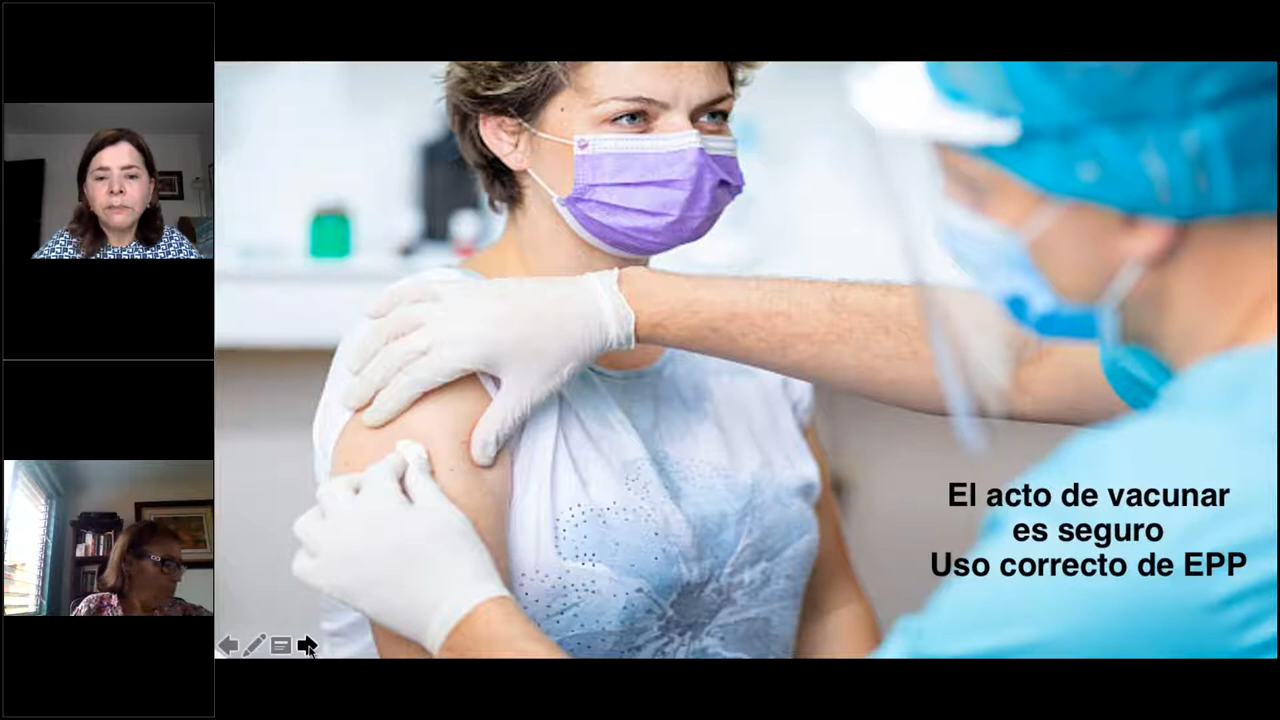 El acto de vacunar
es seguro
Uso correcto de EPP